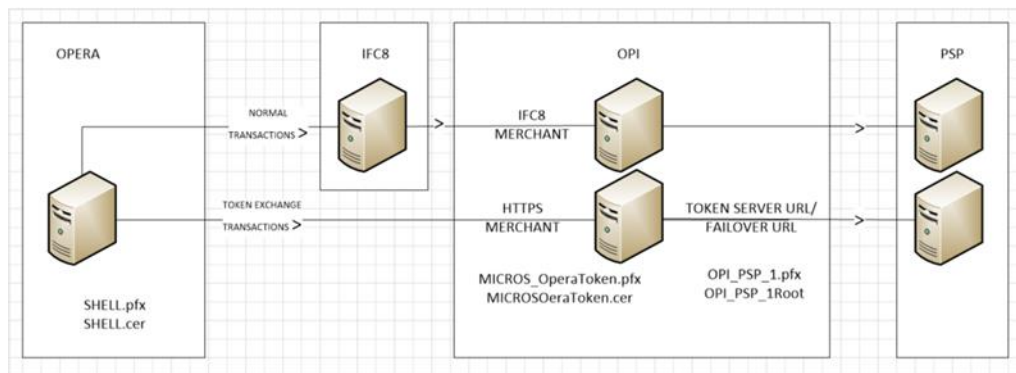 OPERA
IFC8
OPI
PSP
NORMAL
TRANSACTIONS >
>
IFC8
MERCHANT
>
TOKEN EXCHANGE
TRANSACTIONS >
HTTPS
MERCHANT
TOKEN SERVER URL/
FAILOVER URL
>
SHELL.pfx
SHELL.cer
MICROS_OperaToken.pfx
MICROSOeraToken.cer
OPI_PSP_1.pfx
OPI_PSP_1Root